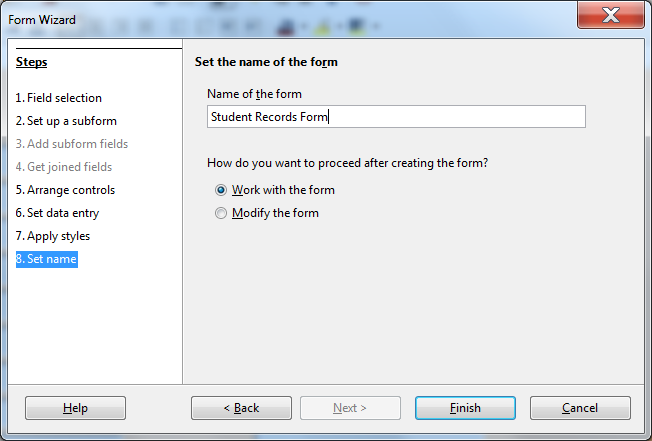 Form Wizard
Steps
1. Field selection
2. Set up a subform
3. Add subform fields
4. Get joined fields
5. Arrange controls
6. Set data entry
7. Apply styles
8. Set name
Set the name of the form
Name of the form
Student Records Form
How do you want to proceed after creating the form?
Work with the form
Modify the form
Help
< Back
Next >
Finish
Cancel